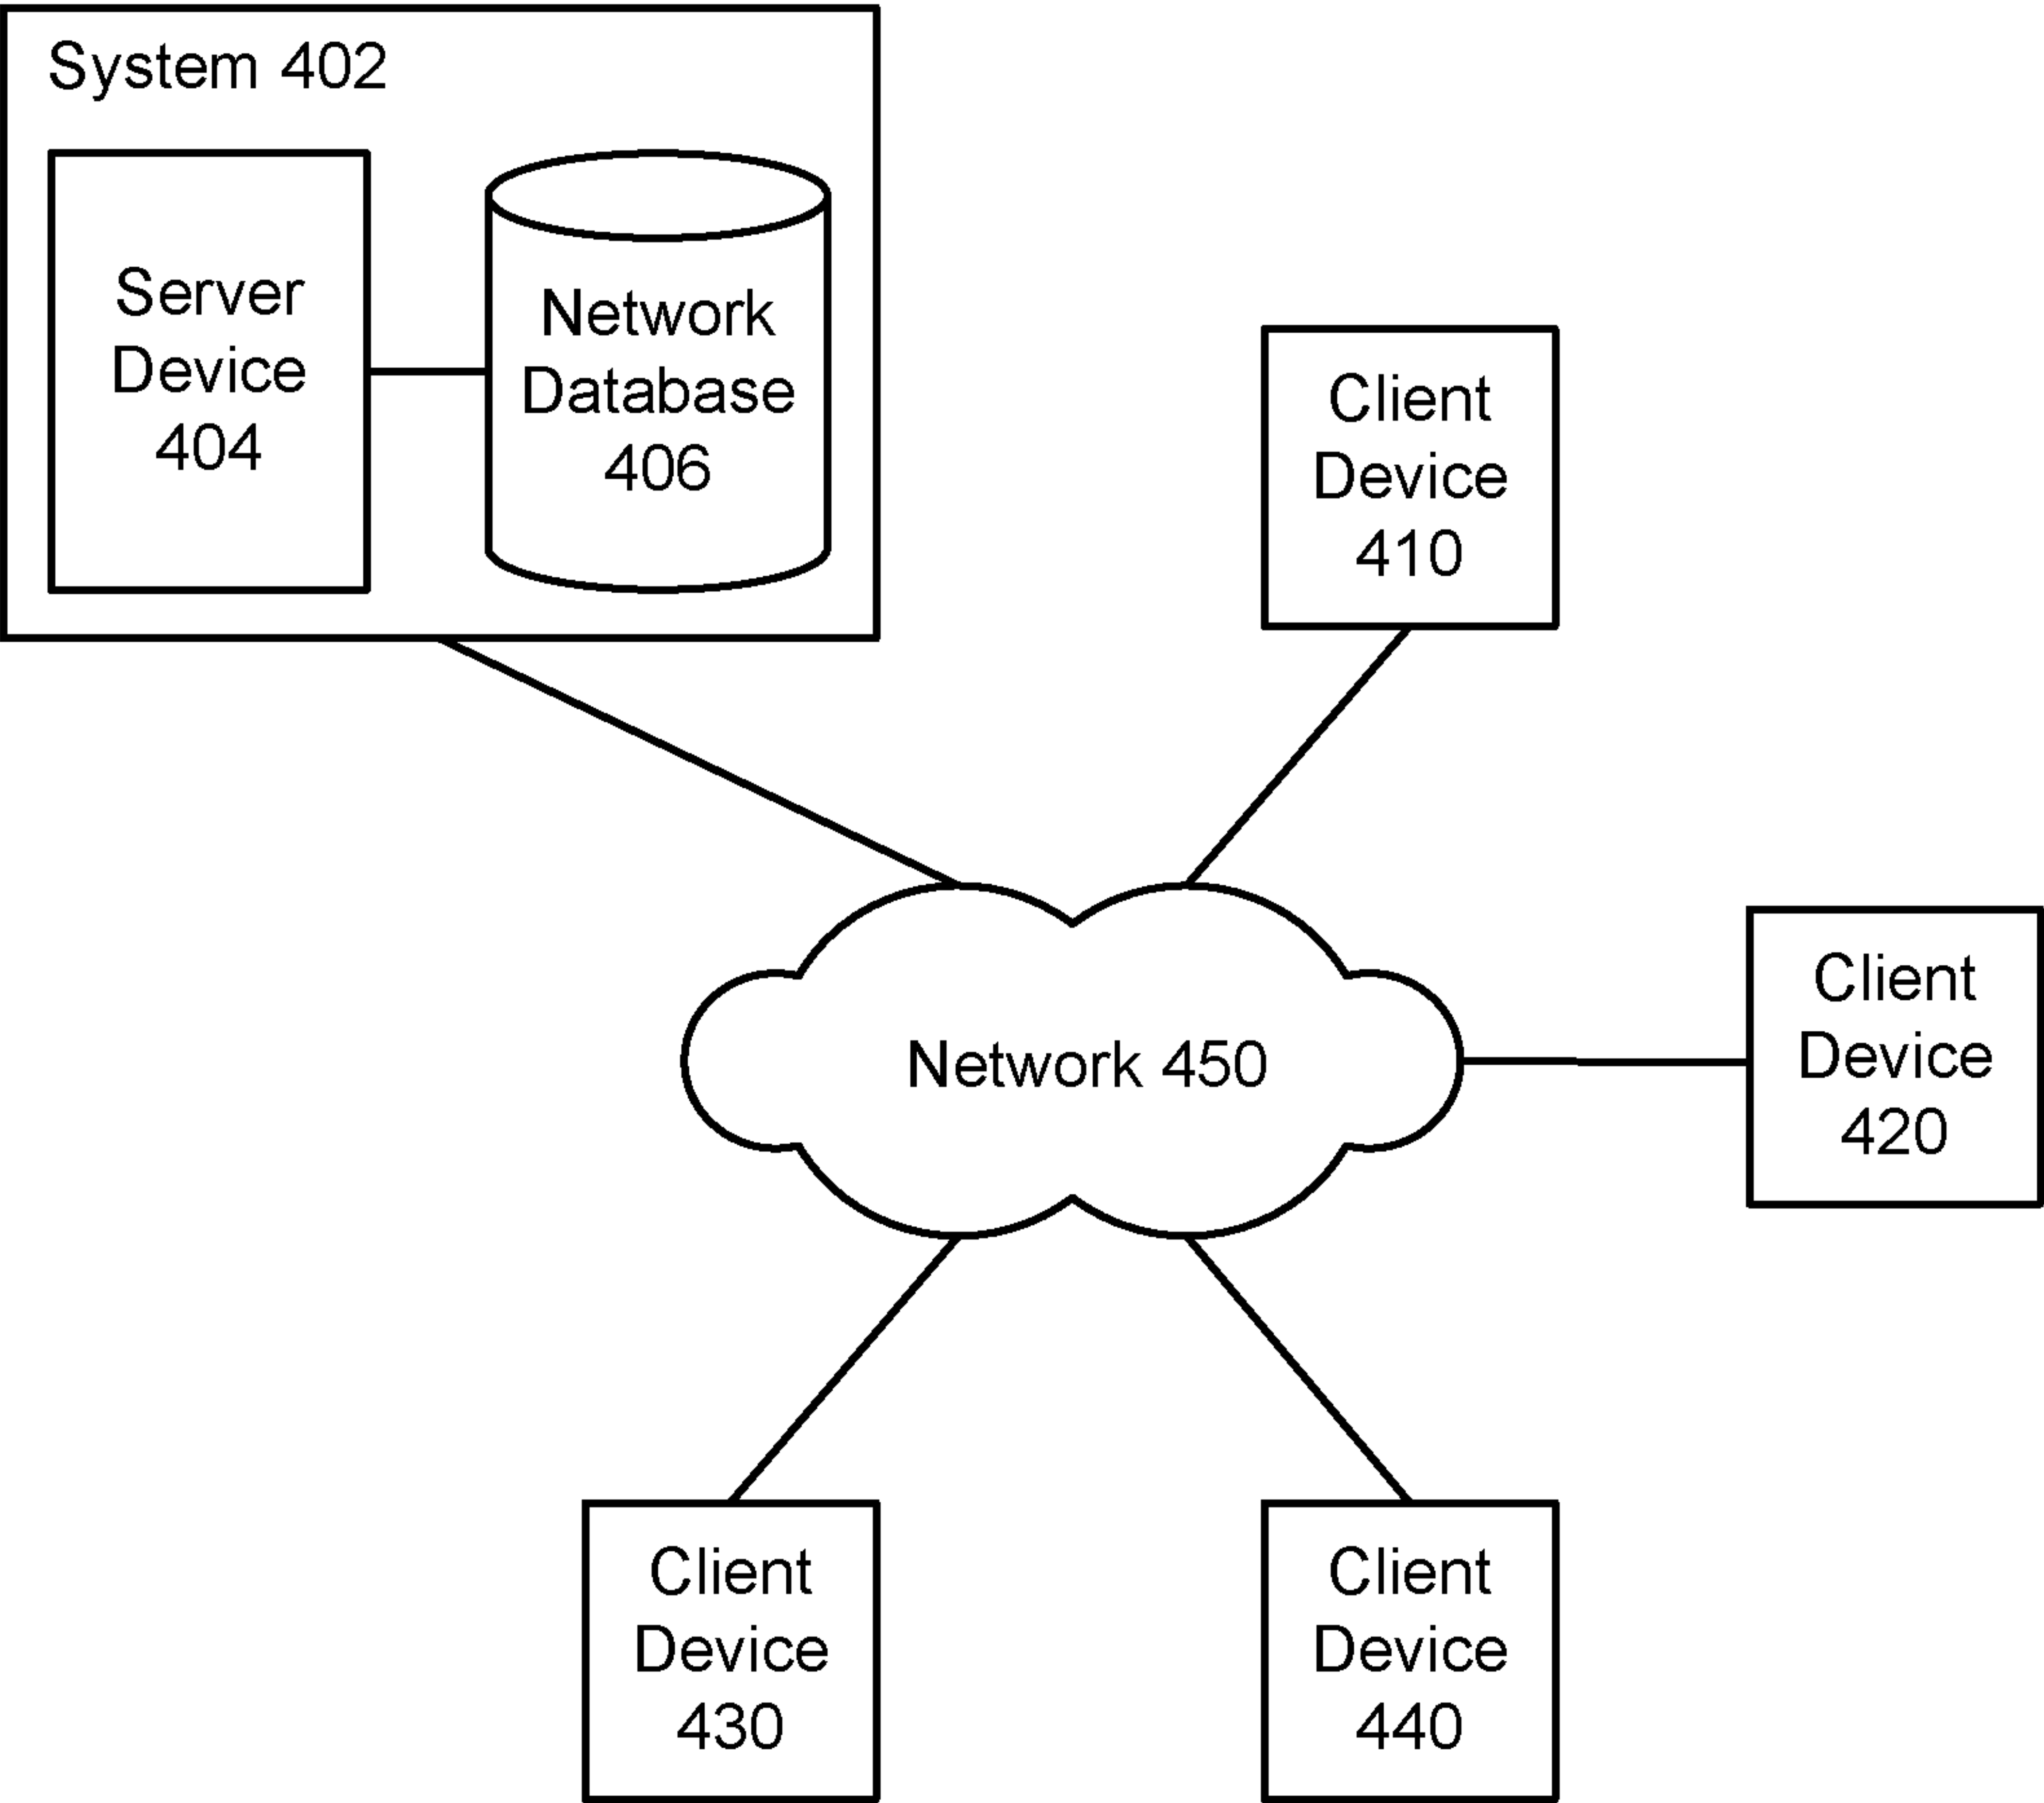 System 402
Server
Device
404
Network
Database
406
Client
Device
410
Network 450
Client
Device
420
Client
Device
430
Client
Device
440